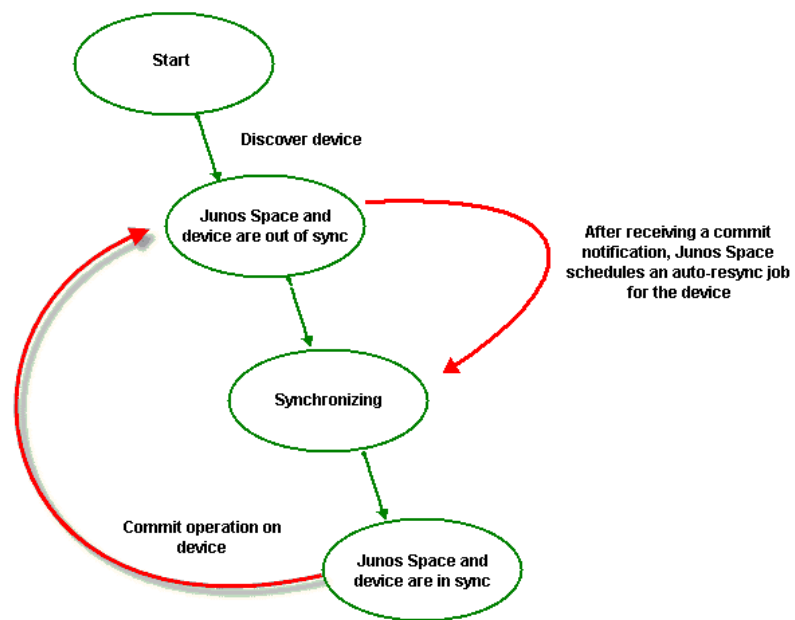 Start
Discover device
Junos Space and
device are out of sync
After receiving a commit
notification, Junos Space
schedules an auto-resync job
for the device
Synchronizing
Commit operation on
device
Junos Space and
device are in sync